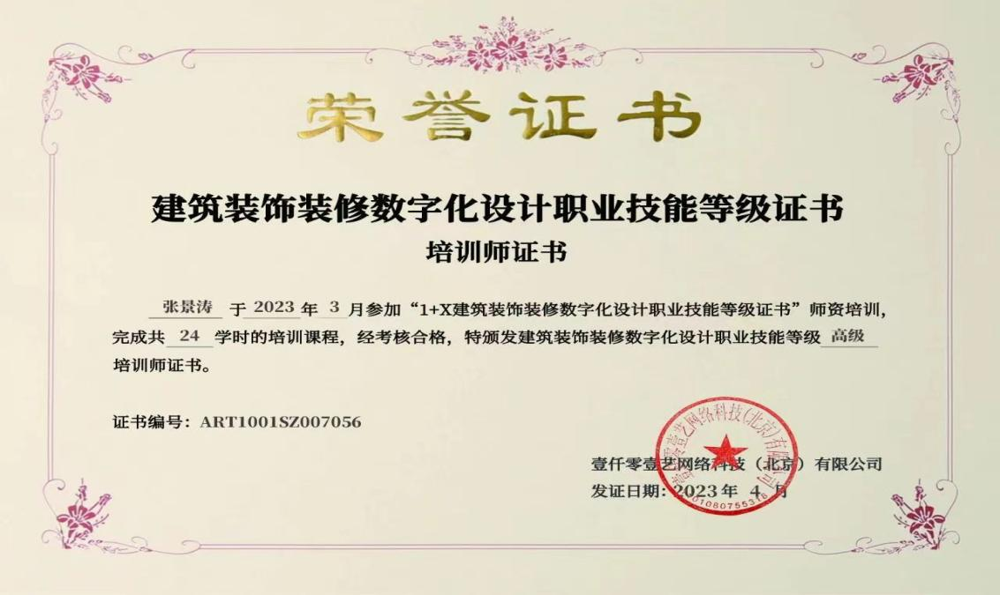 荣誉证书
建筑装饰装修数字化设计职业技能等级证书
培训师证书
张景涛 于 2023 年 3 月参加“1+X建筑装饰装修数字化设计职业技能等级证书”师资培训,
完成共 24 学时的培训课程，经考核合格，特颁发建筑装饰装修数字化设计职业技能等级 高级
培训师证书。
证书编号：ART1001SZ007056
壹仟零壹艺网络科技（北京）有限公司
壹仟零壹艺网络科技(北京)有限公司
发证日期：2023 年 4 月